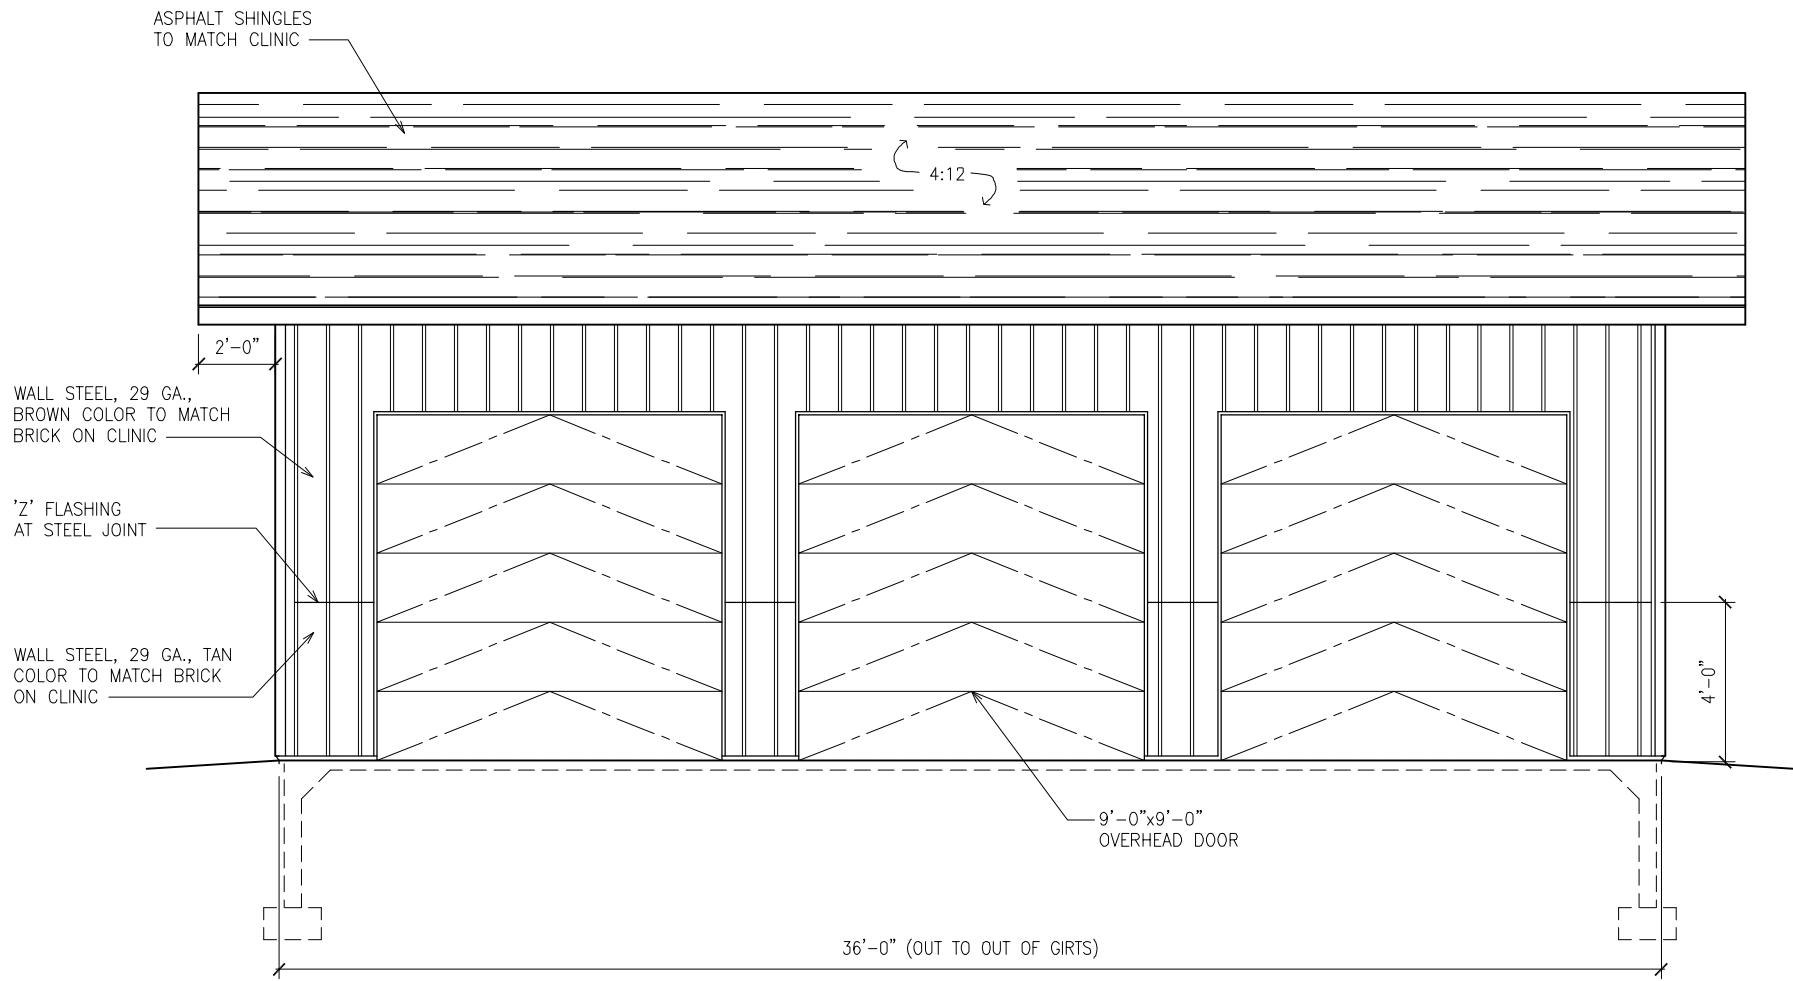 ASPHALT SHINGLES
TO MATCH CLINIC
4:12
2'-0"
WALL STEEL, 29 GA.,
BROWN COLOR TO MATCH
BRICK ON CLINIC
'Z' FLASHING
AT STEEL JOINT
WALL STEEL, 29 GA., TAN
COLOR TO MATCH BRICK
ON CLINIC
4'-0"
9'-0"x9'-0"
OVERHEAD DOOR
36'-0" (OUT TO OUT OF GIRTS)